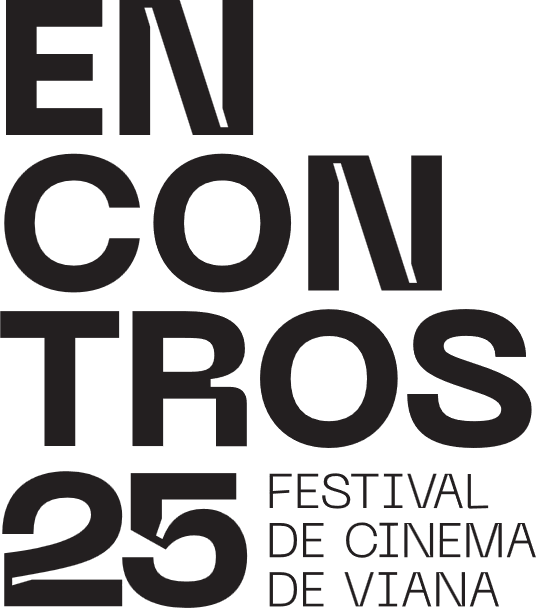 EN
CON
TROS
25
FESTIVAL
DE CINEMA
DE VIANA